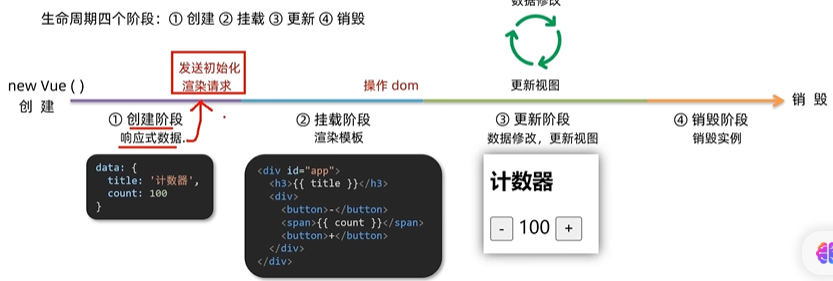 数据修改
生命周期四个阶段：① 创建 ② 挂载 ③ 更新 ④ 销毁
发送初始化
渲染请求
操作 dom
更新视图
new Vue ( )
创 建
销 毁
① 创建阶段
响应式数据
② 挂载阶段
渲染模板
③ 更新阶段
数据修改，更新视图
④ 销毁阶段
销毁实例
data: {
  title: '计数器',
  count: 100
}
<div id="app">
  <h3>{{ title }}</h3>
  <div>
    <button>-</button>
    <span>{{ count }}</span>
    <button>+</button>
  </div>
</div>
计数器
- 100 +